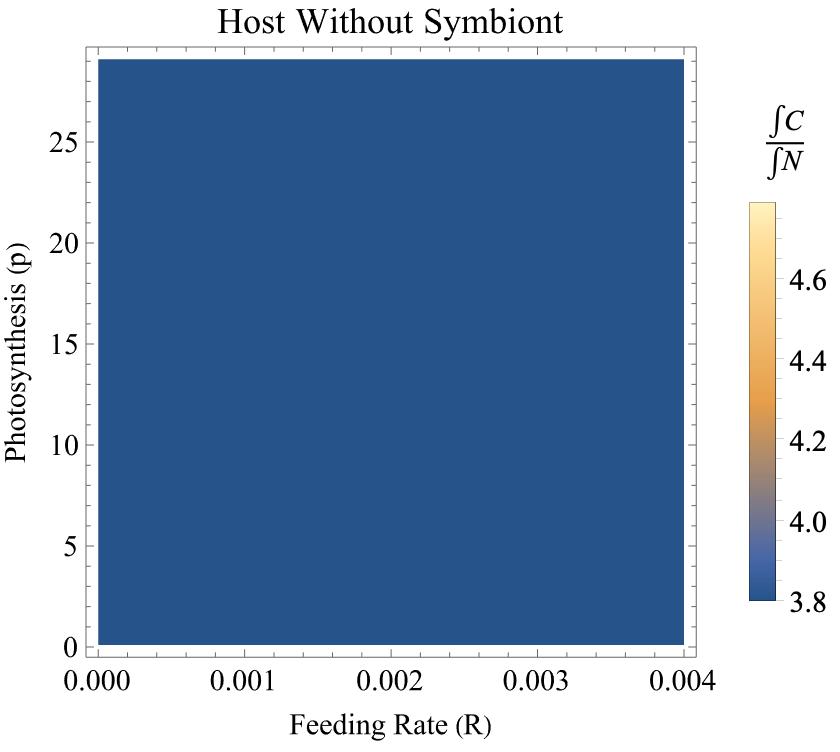 Host Without Symbiont
∫C
∫N
25
20
15
10
5
0
Photosynthesis (p)
4.6
4.4
4.2
4.0
3.8
0.000 0.001 0.002 0.003 0.004
Feeding Rate (R)